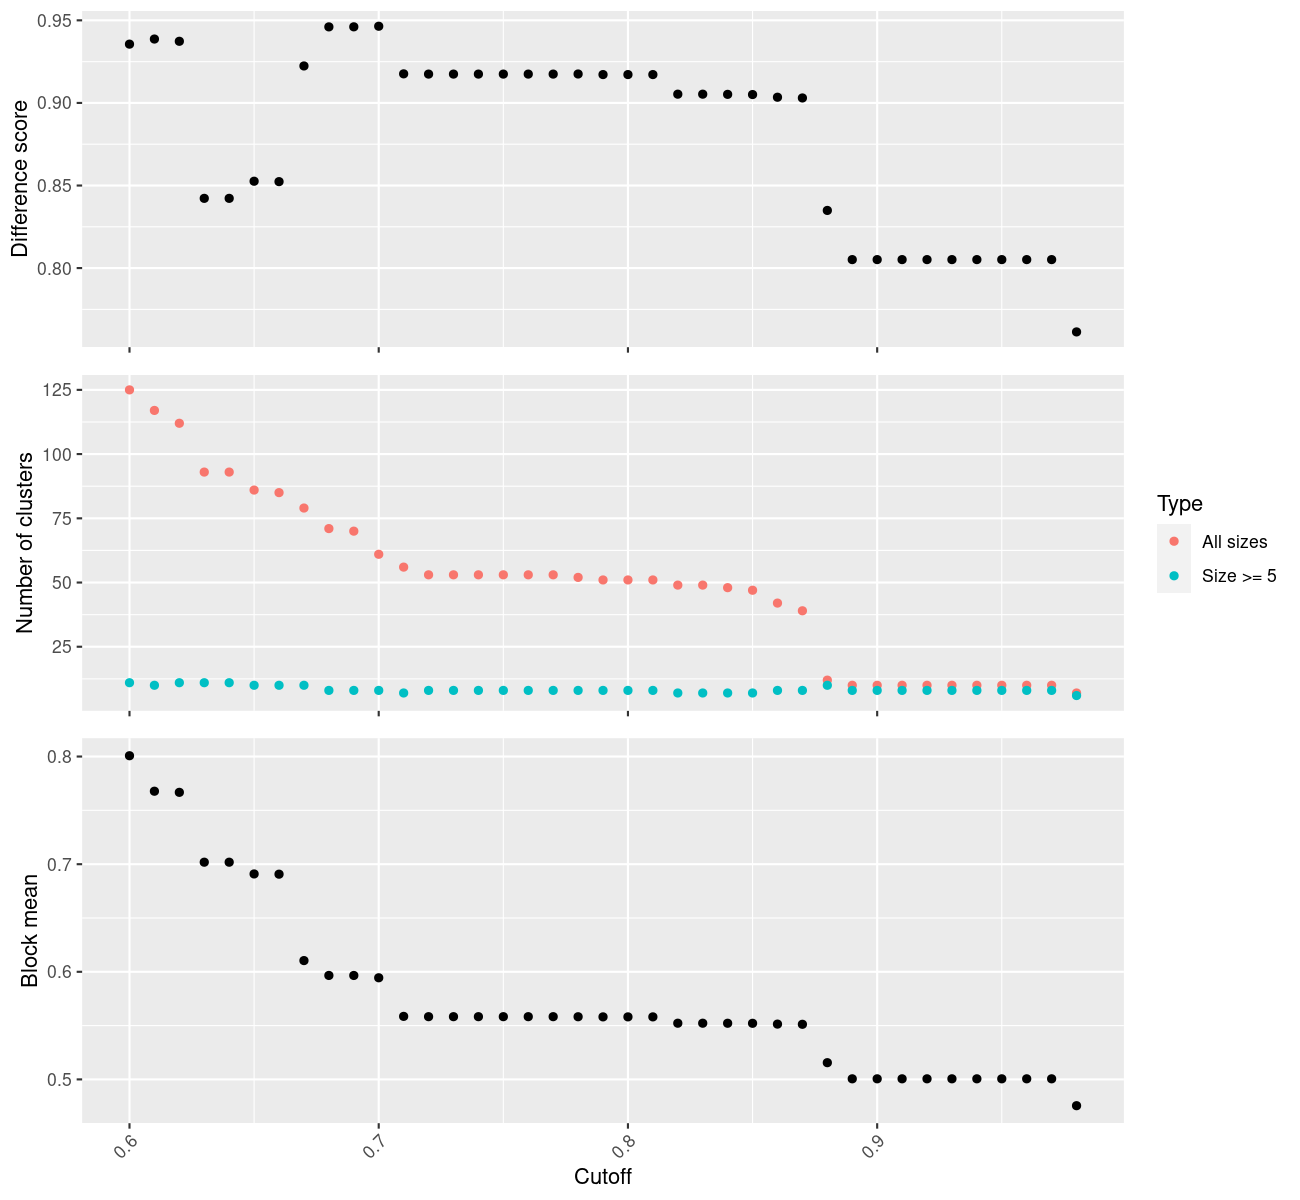 0.95
0.90
0.85
0.80
Difference score
125
100
75
50
25
Number of clusters
Type
All sizes
Size >= 5
0.8
0.7
0.6
0.5
Block mean
0.6 0.7 0.8 0.9
Cutoff